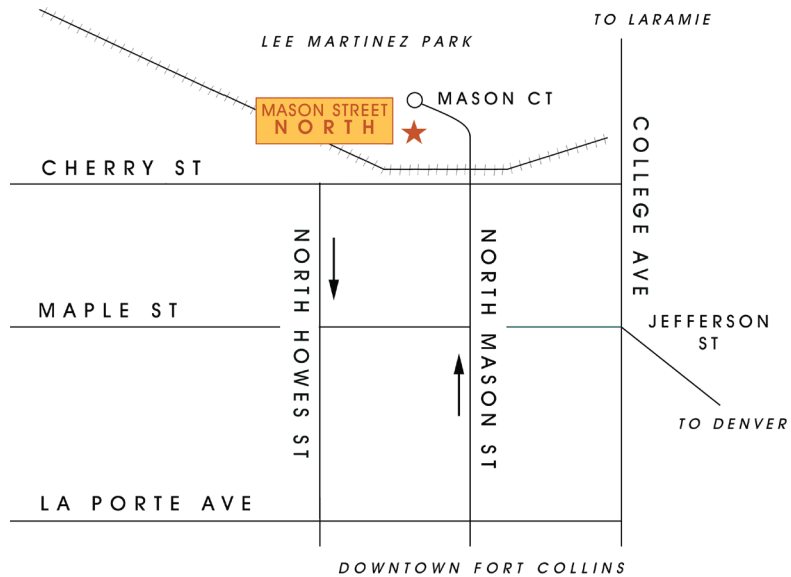 TO LARAMIE
LEE MARTINEZ PARK
MASON CT
MASON STREET
NORTH
COLLEGE AVE
CHERRY ST
NORTH HOWES ST
NORTH MASON ST
MAPLE ST
JEFFERSON
ST
TO DENVER
LA PORTE AVE
DOWNTOWN FORT COLLINS